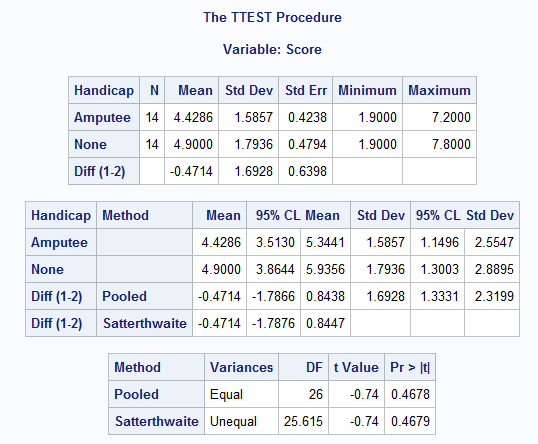 The TTEST Procedure
Variable: Score
Handicap N Mean Std Dev Std Err Minimum Maximum
Amputee 14 4.4286 1.5857 0.4238 1.9000 7.2000
None 14 4.9000 1.7936 0.4794 1.9000 7.8000
Diff (1-2) -0.4714 1.6928 0.6398
Handicap Method Mean 95% CL Mean Std Dev 95% CL Std Dev
Amputee 4.4286 3.5130 5.3441 1.5857 1.1496 2.5547
None 4.9000 3.8644 5.9356 1.7936 1.3003 2.8895
Diff (1-2) Pooled -0.4714 -1.7866 0.8438 1.6928 1.3331 2.3199
Diff (1-2) Satterthwaite -0.4714 -1.7876 0.8447
Method Variances DF t Value Pr > |t|
Pooled Equal 26 -0.74 0.4678
Satterthwaite Unequal 25.615 -0.74 0.4679